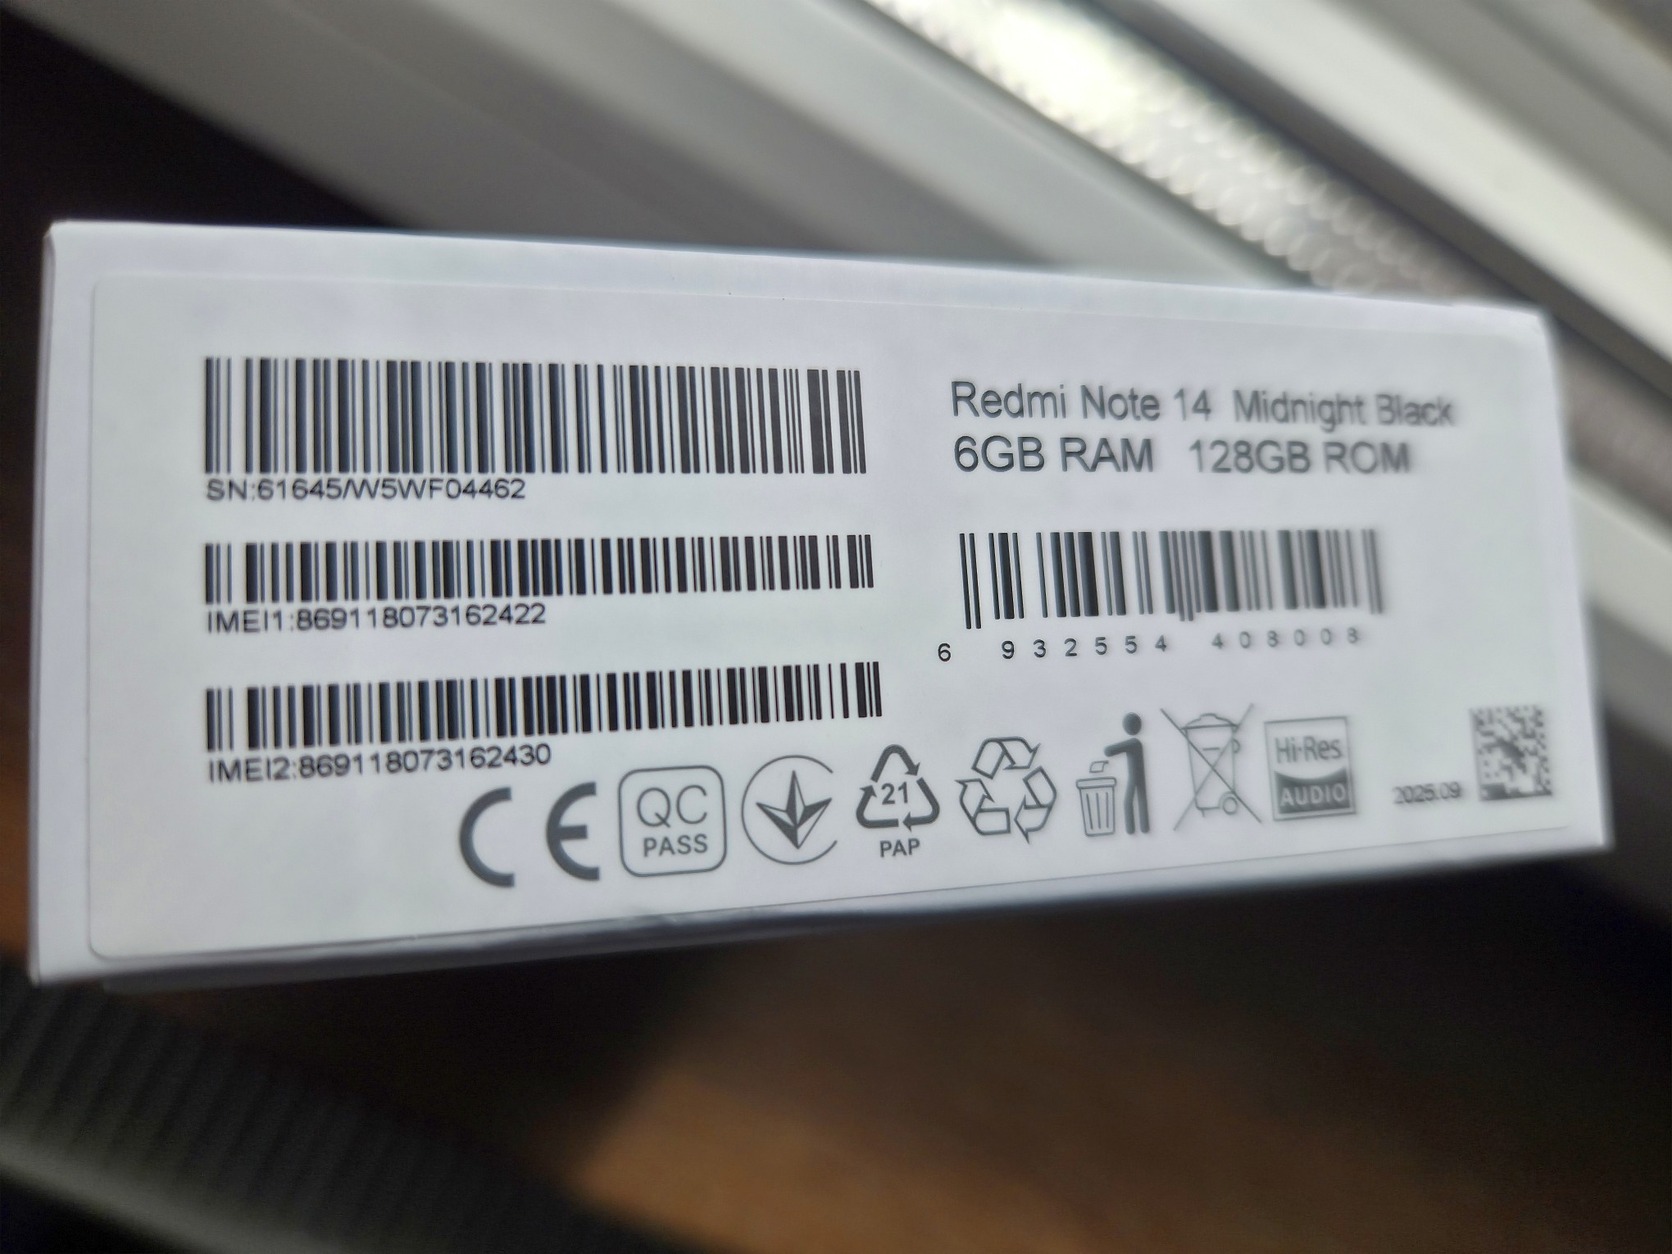 SN:61645/W5WF04462
IMEI1:869118073162422
IMEI2:869118073162430
Redmi Note 14 Midnight Black
6GB RAM 128GB ROM
6 932554 408008
CE
QC
PASS
21
PAP
Hi-Res
AUDIO
2025.09